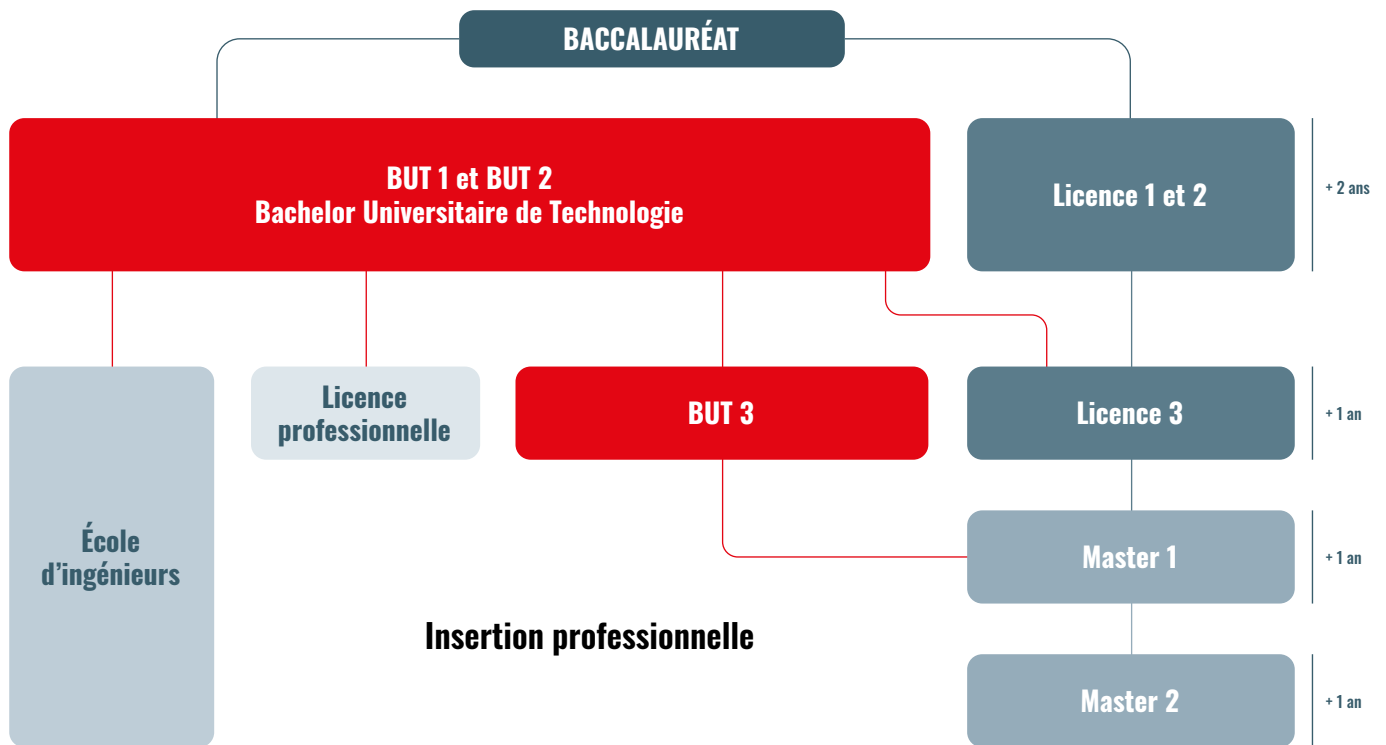 BACCALAURÉAT
BUT 1 et BUT 2
Bachelor Universitaire de Technologie
Licence 1 et 2
+ 2 ans
Licence
professionnelle
BUT 3
Licence 3
+ 1 an
École
d'ingénieurs
Master 1
+ 1 an
Insertion professionnelle
Master 2
+ 1 an